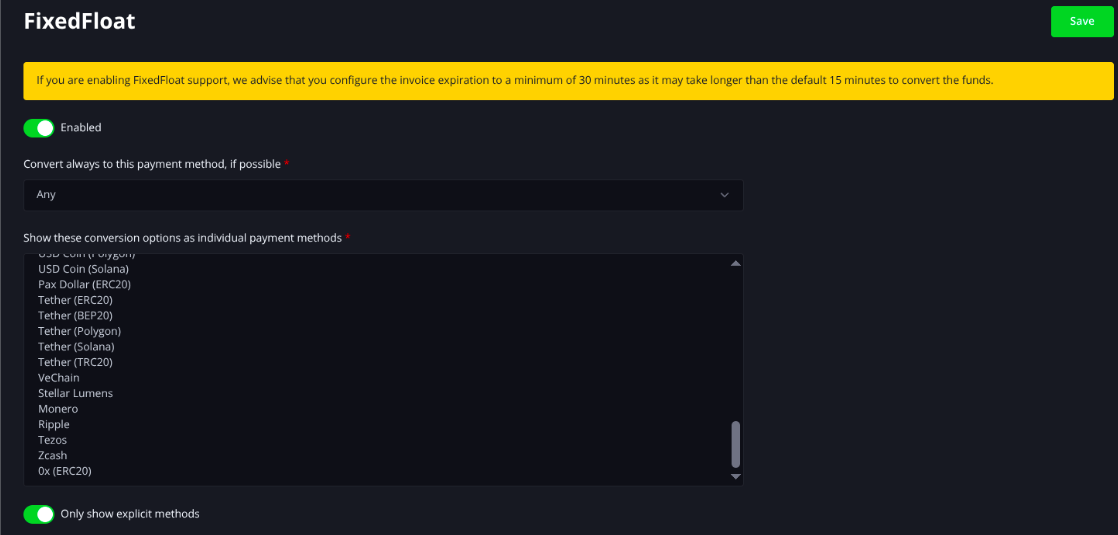 FixedFloat
Save
If you are enabling FixedFloat support, we advise that you configure the invoice expiration to a minimum of 30 minutes as it may take longer than the default 15 minutes to convert the funds.
Enabled
Convert always to this payment method, if possible *
Any
Show these conversion options as individual payment methods *
USD Coin (Polygon)
USD Coin (Solana)
Pax Dollar (ERC20)
Tether (ERC20)
Tether (BEP20)
Tether (Polygon)
Tether (Solana)
Tether (TRC20)
VeChain
Stellar Lumens
Monero
Ripple
Tezos
Zcash
0x (ERC20)
Only show explicit methods